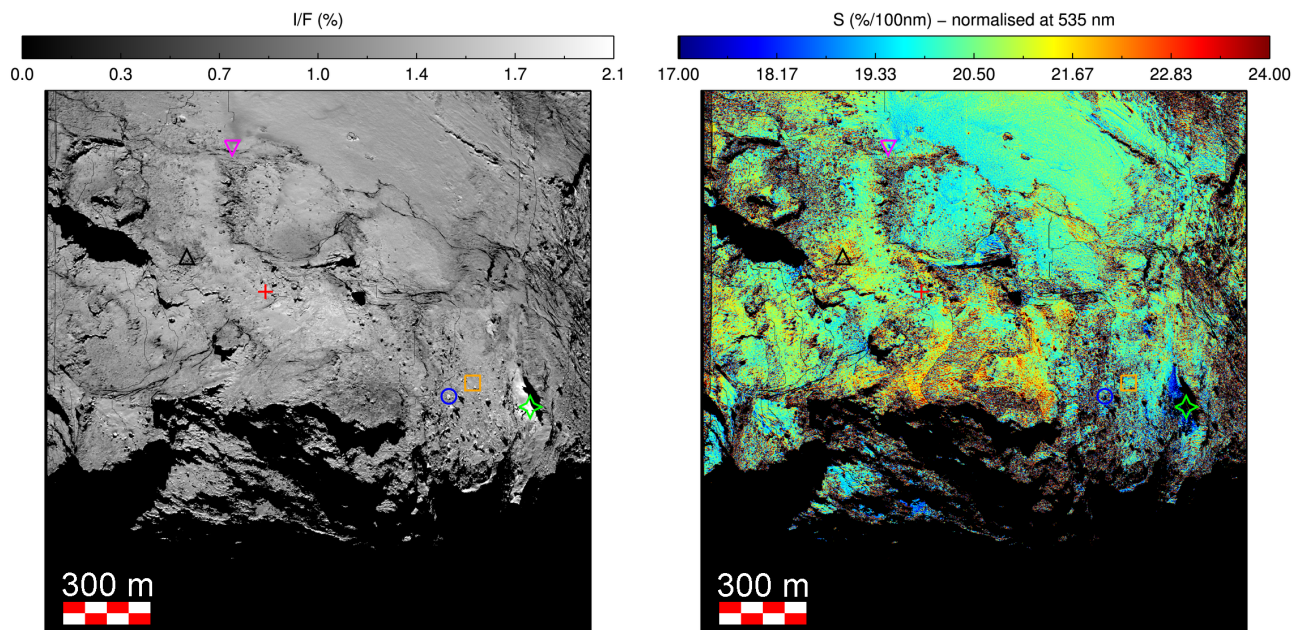 I/F (%)
0.0 0.3 0.7 1.0 1.4 1.7 2.1
300 m
S (%/100nm) − normalised at 535 nm
17.00 18.17 19.33 20.50 21.67 22.83 24.00
300 m